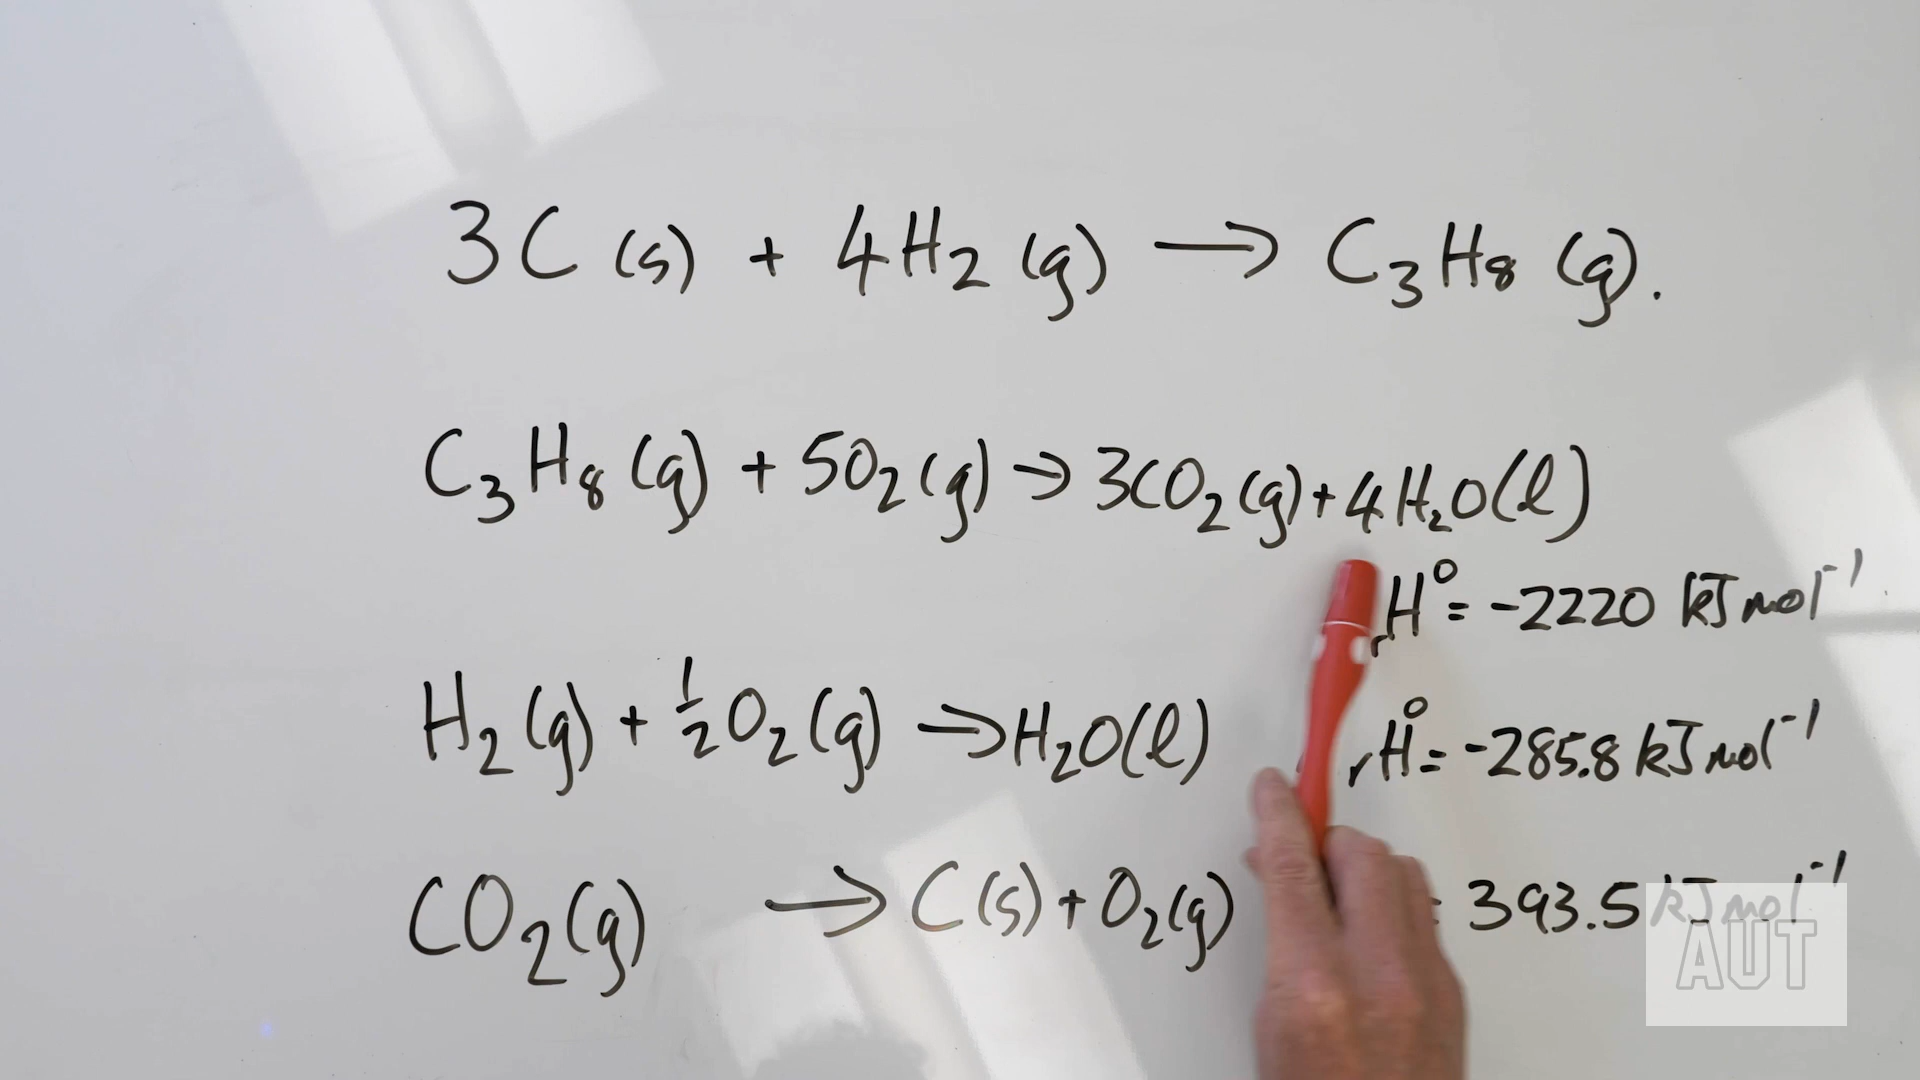 3C (s) + 4H₂ (g) → C₃H₈ (g).
C₃H₈ (g) + 5O₂ (g) → 3CO₂ (g) + 4H₂O(l)
rH° = -2220 kJ mol⁻¹
H₂ (g) + ½O₂ (g) → H₂O(l) rH° = -285.8 kJ mol⁻¹
CO₂ (g) → C(s) + O₂ (g) = 393.5 kJ mol⁻¹
AUT